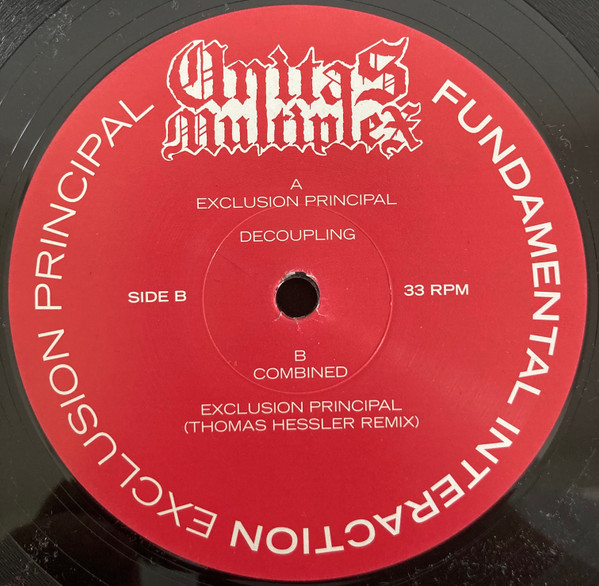 Unitas
Multiplex
A
EXCLUSION PRINCIPAL
DECOUPLING
SIDE B
33 RPM
B
COMBINED
EXCLUSION PRINCIPAL
(THOMAS HESSLER REMIX)
FUNDAMENTAL INTERACTION EXCLUSION PRINCIPAL